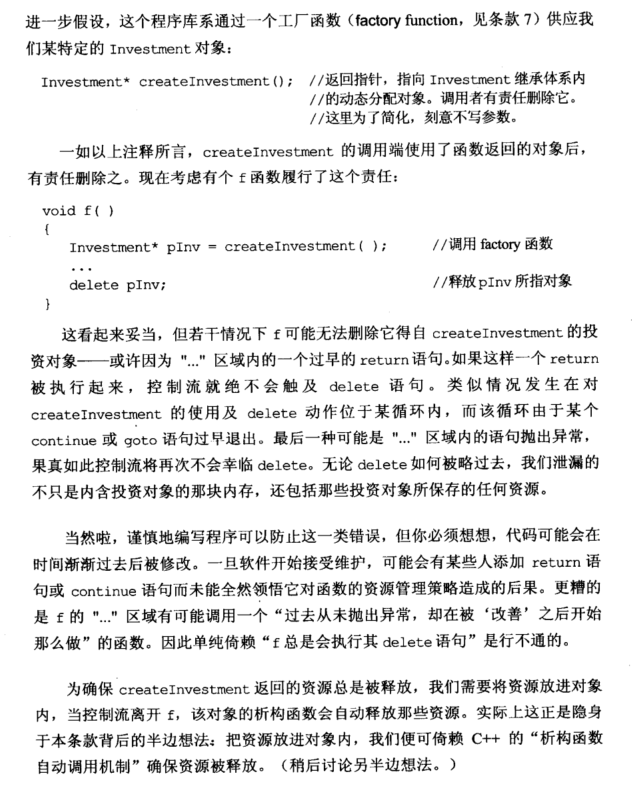 进一步假设，这个程序库系通过一个工厂函数（factory function，见条款 7）供应我
们某特定的 Investment 对象：
Investment* createInvestment(); //返回指针，指向 Investment 继承体系内
//的动态分配对象。调用者有责任删除它。
//这里为了简化，刻意不写参数。
一如以上注释所言，createInvestment 的调用端使用了函数返回的对象后，
有责任删除之。现在考虑有个 f 函数履行了这个责任：
void f( )
{
Investment* pInv = createInvestment( ); //调用 factory 函数
...
delete pInv; //释放 pInv 所指对象
}
这看起来妥当，但若干情况下 f 可能无法删除它得自 createInvestment 的投
资对象——或许因为 "..." 区域内的一个过早的 return 语句。如果这样一个 return
被执行起来，控制流就绝不会触及 delete 语句。类似情况发生在对
createInvestment 的使用及 delete 动作位于某循环内，而该循环由于某个
continue 或 goto 语句过早退出。最后一种可能是 "..." 区域内的语句抛出异常，
果真如此控制流将再次不会幸临 delete。无论 delete 如何被略过去，我们泄漏的
不只是内含投资对象的那块内存，还包括那些投资对象所保存的任何资源。
当然啦，谨慎地编写程序可以防止这一类错误，但你必须想想，代码可能会在
时间渐渐过去后被修改。一旦软件开始接受维护，可能会有某些人添加 return 语
句或 continue 语句而未能全然领悟它对函数的资源管理策略造成的后果。更糟的
是 f 的 "..." 区域有可能调用一个“过去从未抛出异常，却在被‘改善’之后开始
那么做”的函数。因此单纯倚赖“f 总是会执行其 delete 语句”是行不通的。
为确保 createInvestment 返回的资源总是被释放，我们需要将资源放进对象
内，当控制流离开 f，该对象的析构函数会自动释放那些资源。实际上这正是隐身
于本条款背后的半边想法：把资源放进对象内，我们便可倚赖 C++ 的“析构函数
自动调用机制”确保资源被释放。（稍后讨论另半边想法。）